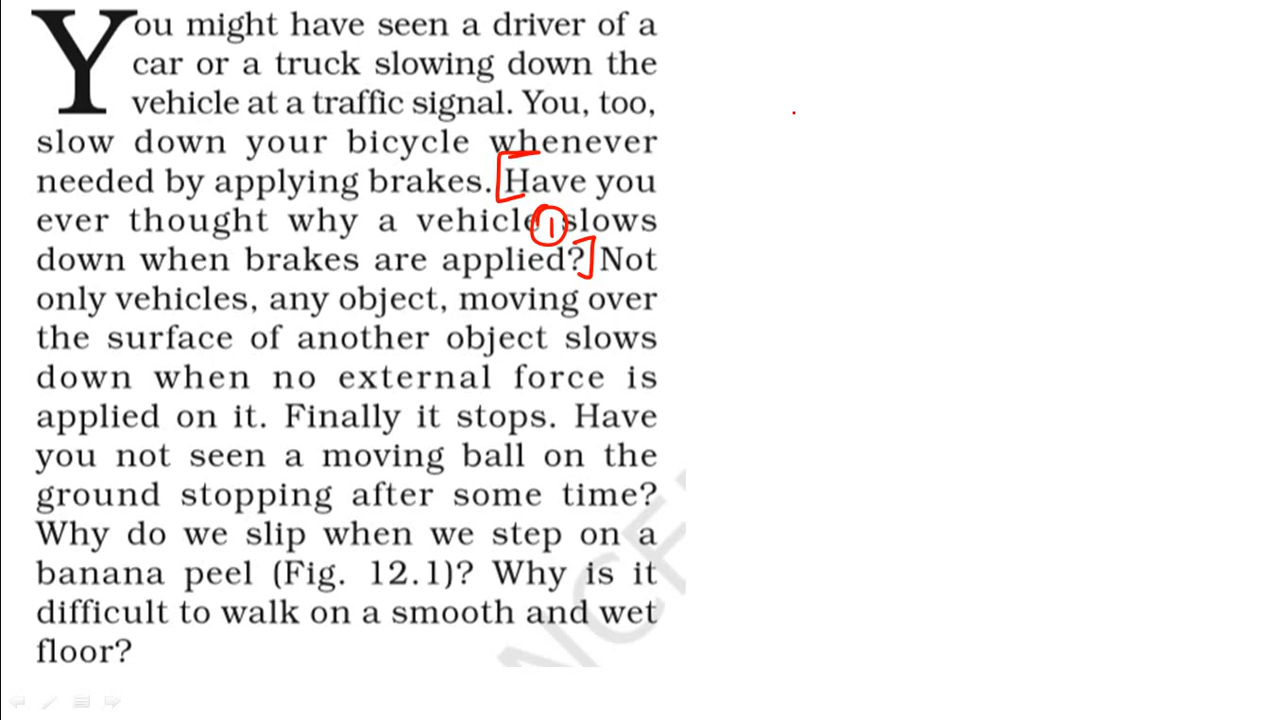 You might have seen a driver of a
car or a truck slowing down the
vehicle at a traffic signal. You, too,
slow down your bicycle whenever
needed by applying brakes. [Have you
ever thought why a vehicle 1 slows
down when brakes are applied?] Not
only vehicles, any object, moving over
the surface of another object slows
down when no external force is
applied on it. Finally it stops. Have
you not seen a moving ball on the
ground stopping after some time?
Why do we slip when we step on a
banana peel (Fig. 12.1)? Why is it
difficult to walk on a smooth and wet
floor?